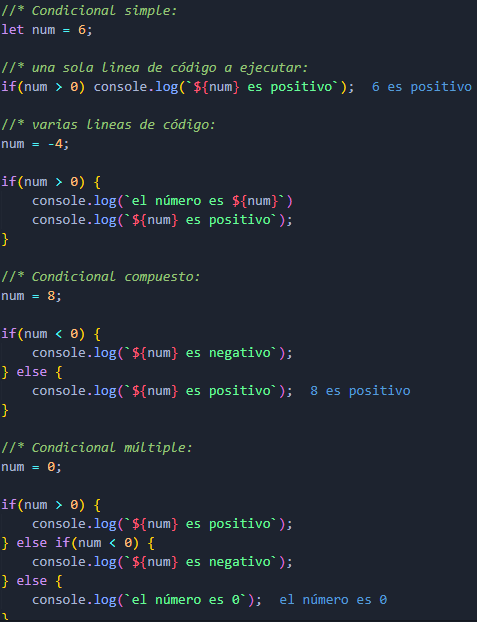 //* Condicional simple:
let num = 6;
//* una sola linea de código a ejecutar:
if(num > 0) console.log(`${num} es positivo`);  6 es positivo
//* varias lineas de código:
num = -4;
if(num > 0) {
    console.log(`el número es ${num}`)
    console.log(`${num} es positivo`);
}
//* Condicional compuesto:
num = 8;
if(num < 0) {
    console.log(`${num} es negativo`);
} else {
    console.log(`${num} es positivo`);  8 es positivo
}
//* Condicional múltiple:
num = 0;
if(num > 0) {
    console.log(`${num} es positivo`);
} else if(num < 0) {
    console.log(`${num} es negativo`);
} else {
    console.log(`el número es 0`);  el número es 0
}